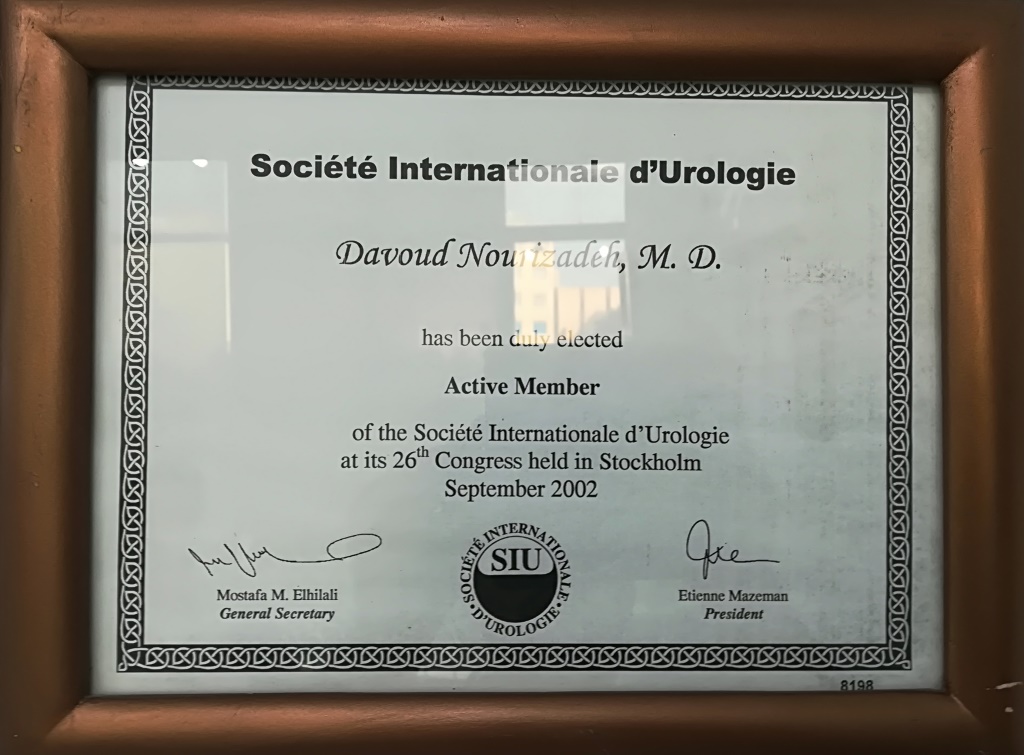 Société Internationale d'Urologie
Davoud Nourizadeh, M. D.
has been duly elected
Active Member
of the Société Internationale d'Urologie
at its 26th Congress held in Stockholm
September 2002
Mostafa M. Elhilali
General Secretary
SOCIÉTÉ INTERNATIONALE
SIU
• D'UROLOGIE •
Etienne Mazeman
President
8198